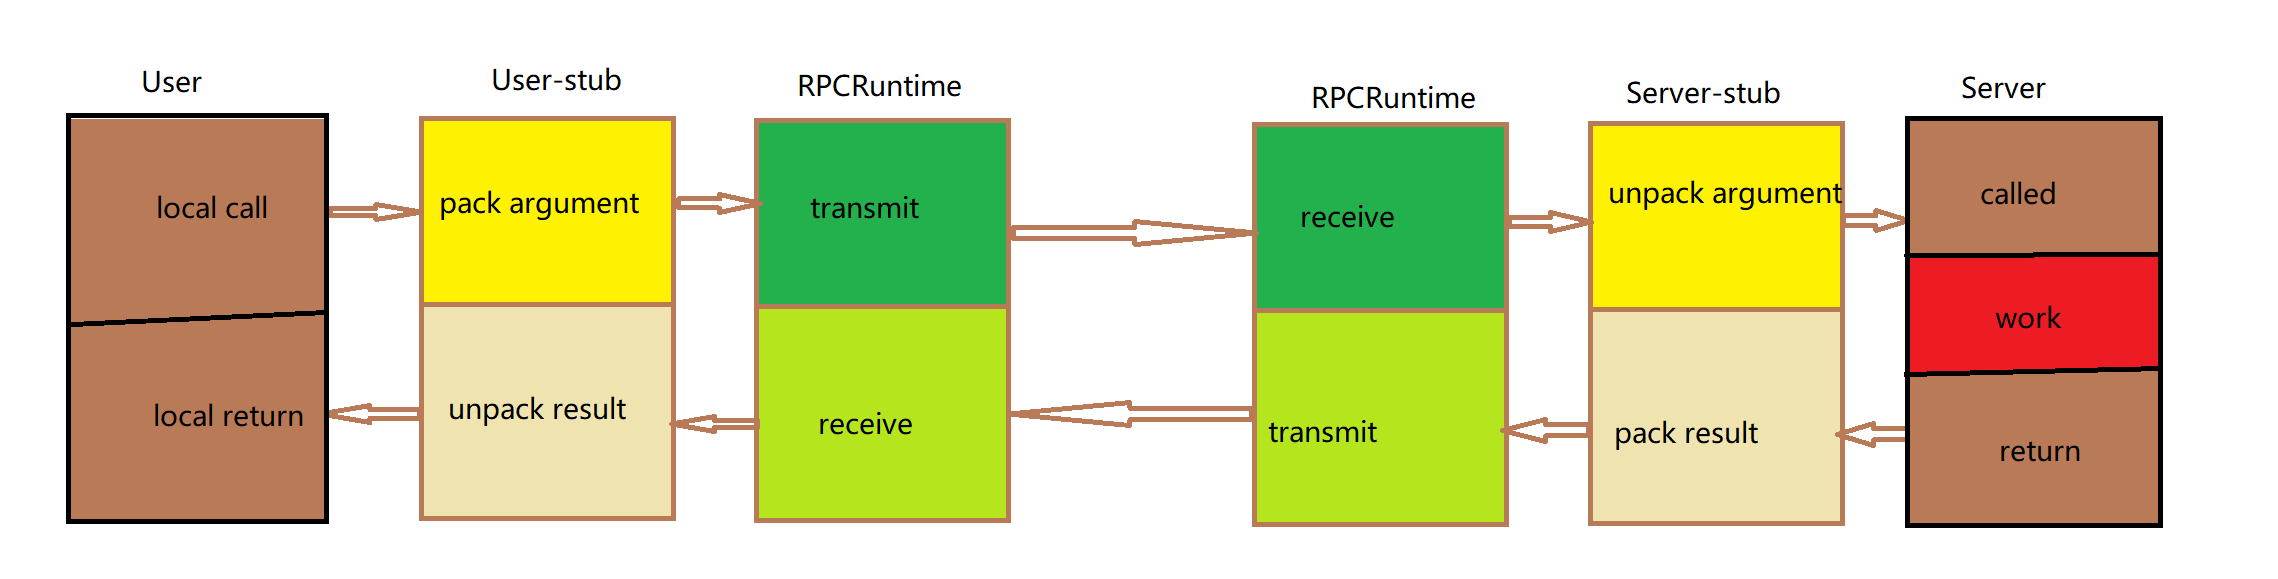 User
User-stub
RPCRuntime
RPCRuntime
Server-stub
Server
local call
pack argument
transmit
receive
unpack argument
called
work
local return
unpack result
receive
transmit
pack result
return